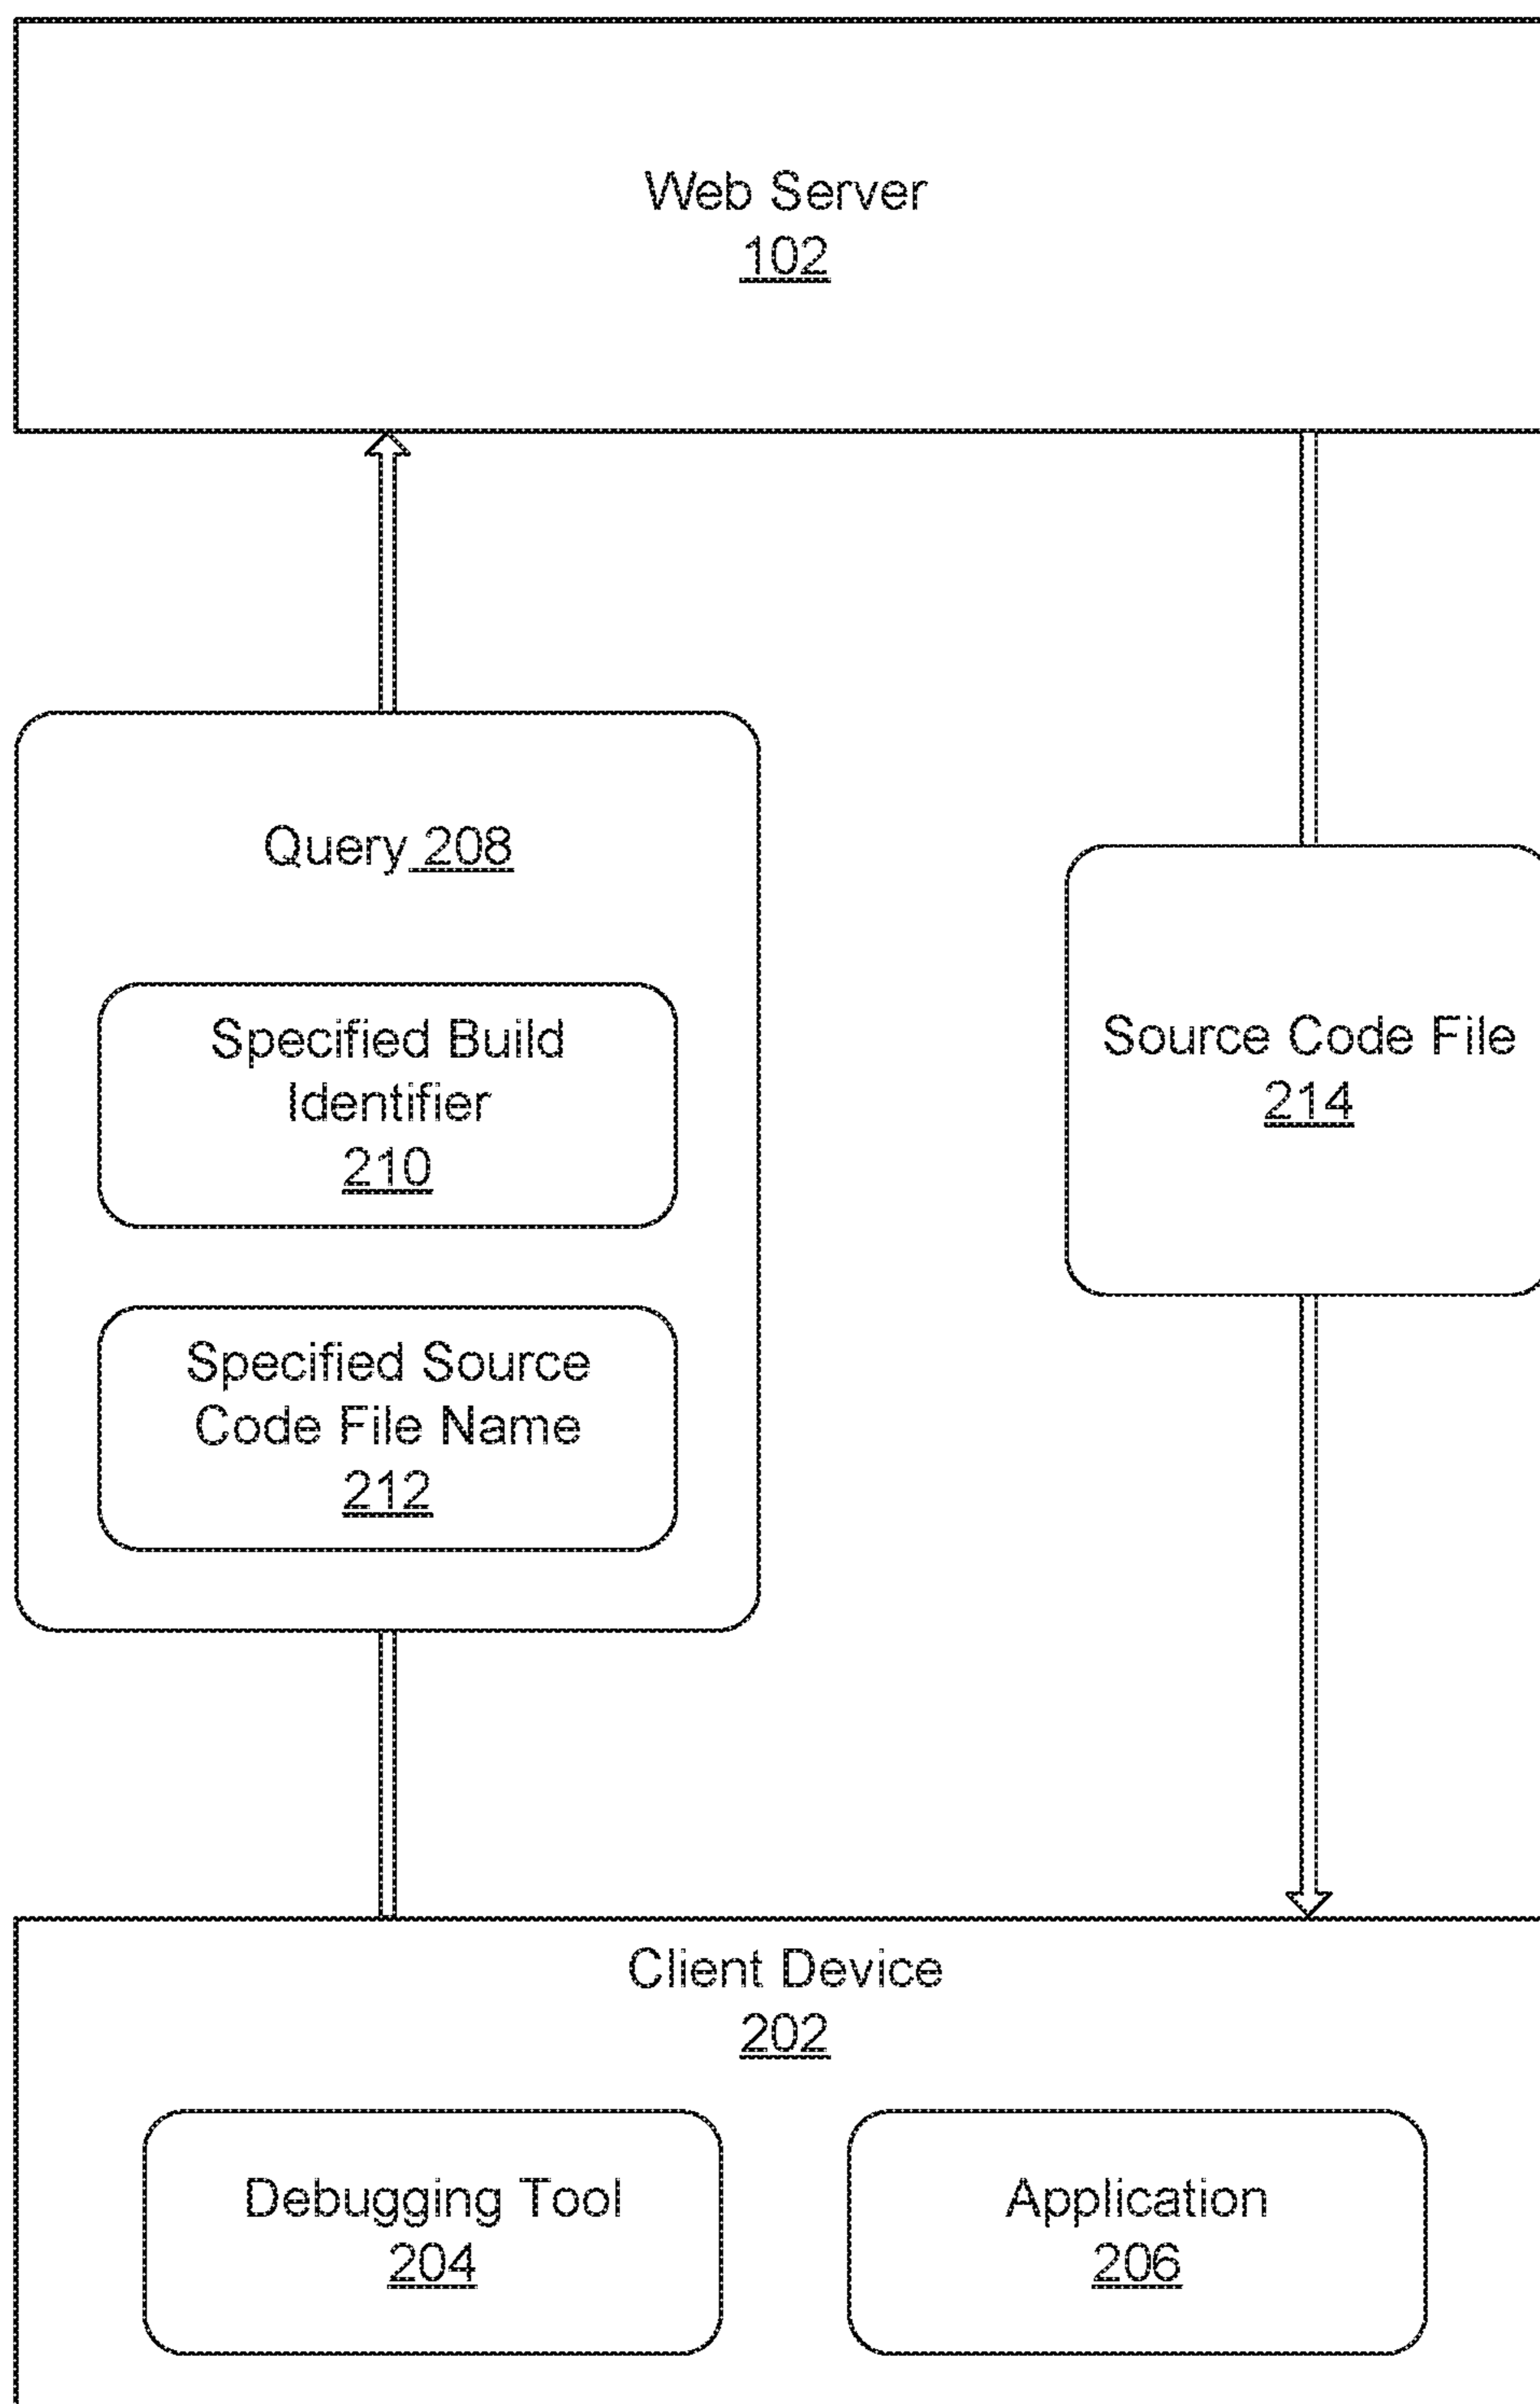 Web Server
102
Query 208
Specified Build
Identifier
210
Specified Source
Code File Name
212
Source Code File
214
Client Device
202
Debugging Tool
204
Application
206